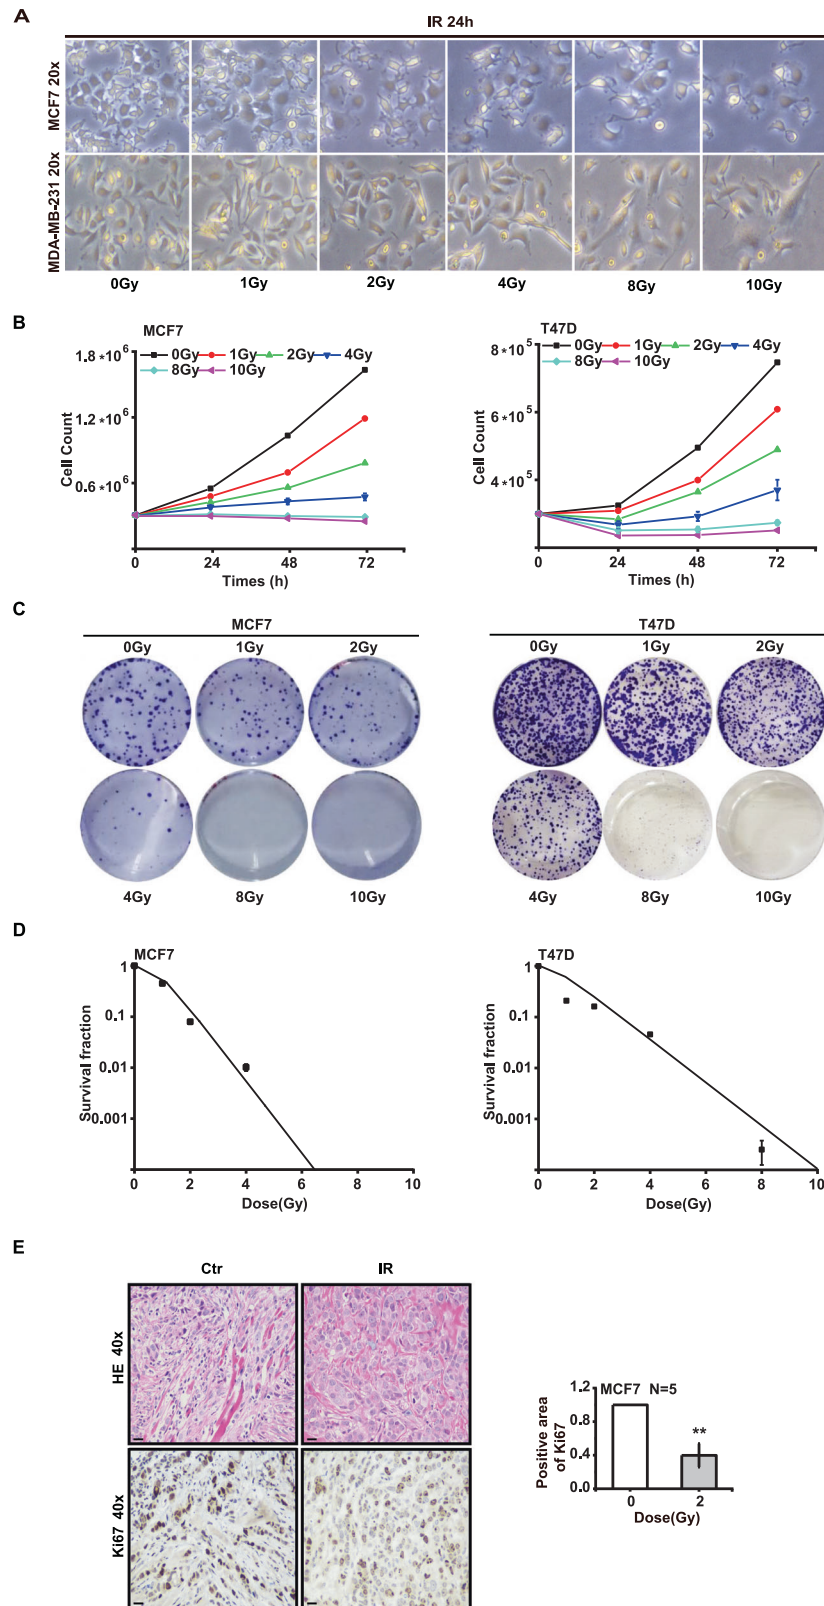 A
IR 24h
MCF7 20x
MDA-MB-231 20x
0Gy 1Gy 2Gy 4Gy 8Gy 10Gy
B
MCF7
0Gy 1Gy 2Gy 4Gy
8Gy 10Gy
1.8 *10^6
1.2 *10^6
0.6 *10^6
Cell Count
0 24 48 72
Times (h)
T47D
0Gy 1Gy 2Gy 4Gy
8Gy 10Gy
8 *10^5
6 *10^5
4 *10^5
Cell Count
0 24 48 72
Times (h)
C
MCF7
0Gy 1Gy 2Gy
4Gy 8Gy 10Gy
T47D
0Gy 1Gy 2Gy
4Gy 8Gy 10Gy
D
MCF7
1
0.1
0.01
0.001
Survival fraction
0 2 4 6 8 10
Dose(Gy)
T47D
1
0.1
0.01
0.001
Survival fraction
0 2 4 6 8 10
Dose(Gy)
E
Ctr IR
HE 40x
Ki67 40x
MCF7 N=5
1.2
0.8
0.4
0.0
**
Positive area
of Ki67
0 2
Dose(Gy)